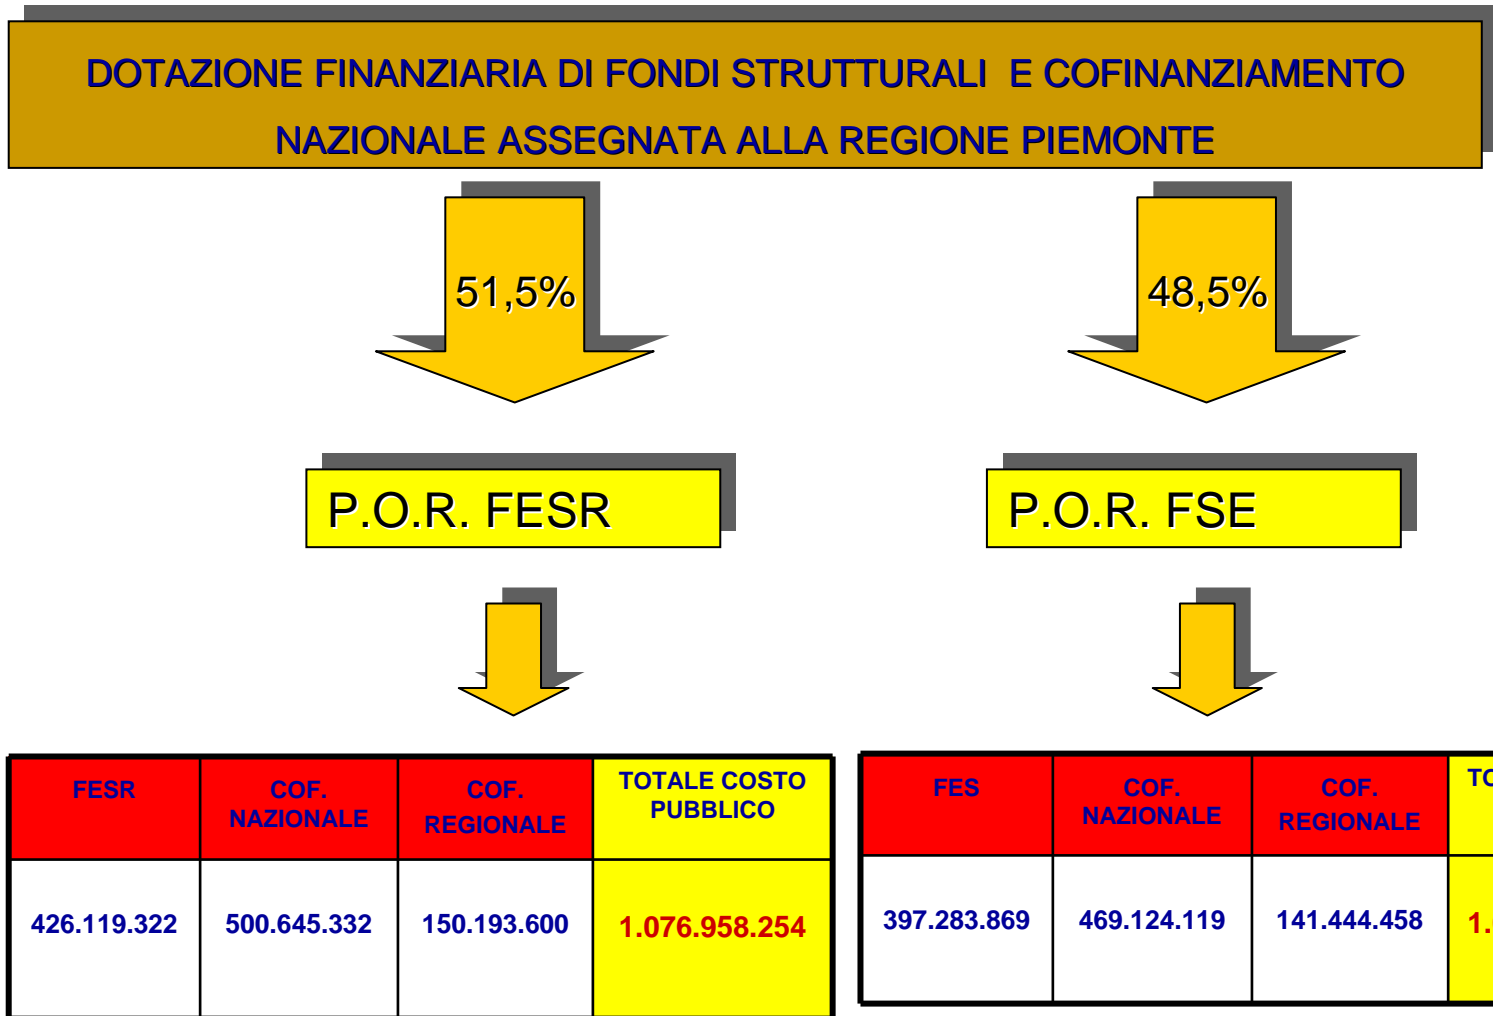 DOTAZIONE FINANZIARIA DI FONDI STRUTTURALI E COFINANZIAMENTO
NAZIONALE ASSEGNATA ALLA REGIONE PIEMONTE
51,5%
48,5%
P.O.R. FESR
P.O.R. FSE
FESR
COF.
NAZIONALE
COF.
REGIONALE
TOTALE COSTO
PUBBLICO
426.119.322
500.645.332
150.193.600
1.076.958.254
FES
COF.
NAZIONALE
COF.
REGIONALE
397.283.869
469.124.119
141.444.458